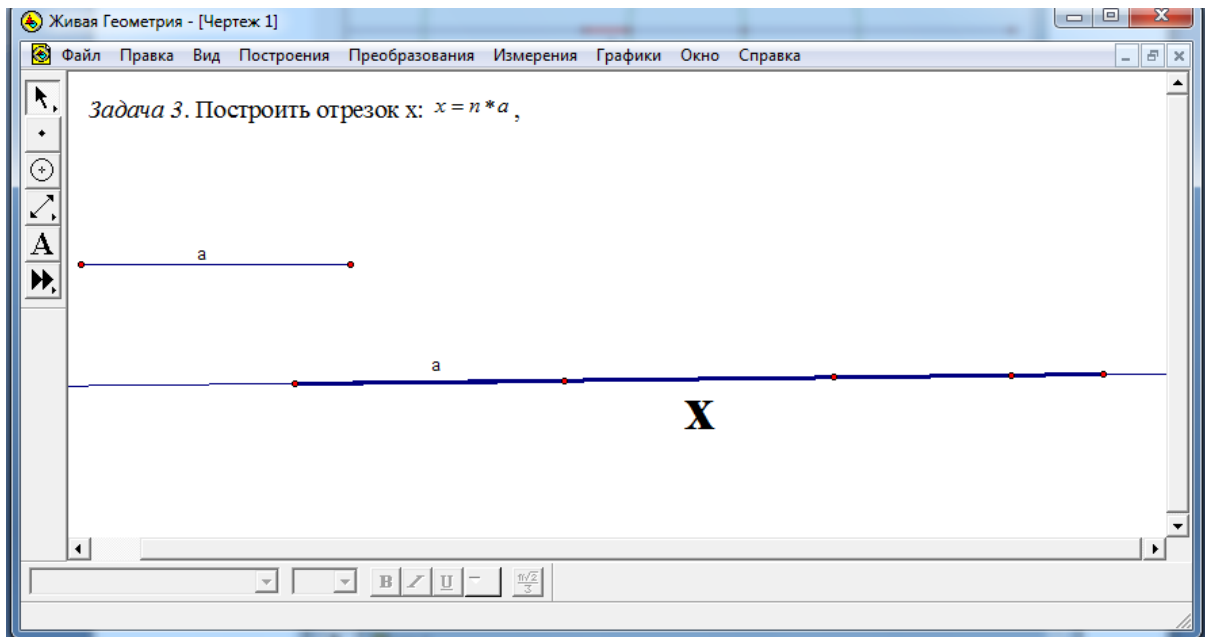 Живая Геометрия - [Чертеж 1]
Файл Правка Вид Построения Преобразования Измерения Графики Окно Справка
Задача 3. Построить отрезок х: x = n * a ,
A
a
a
X
B I U